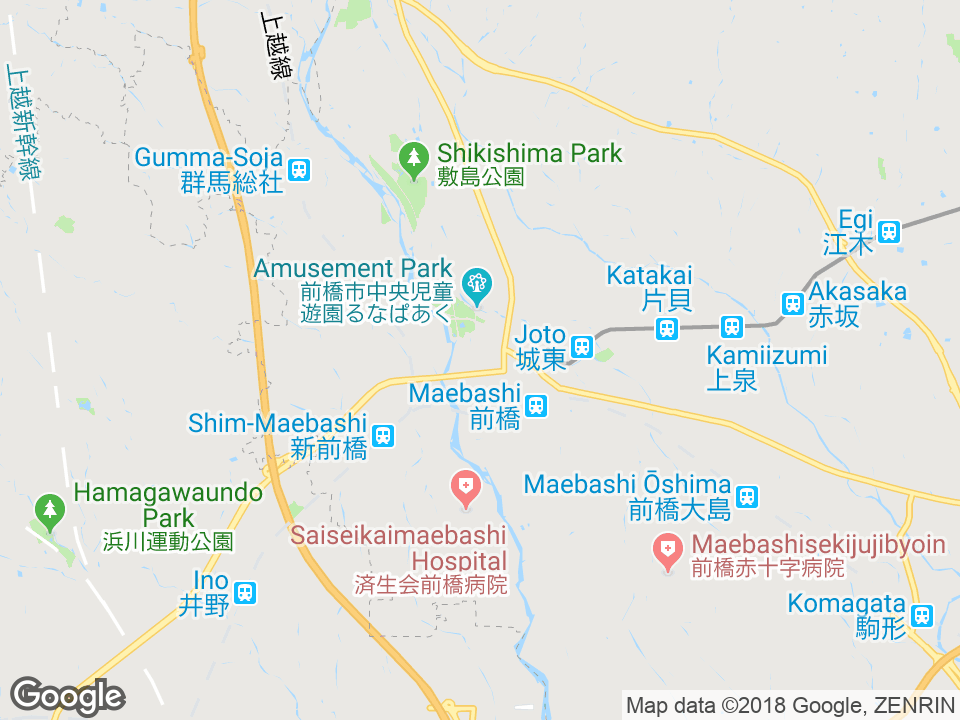 上越線
上越新幹線
Gumma-Soja
群馬総社
Shikishima Park
敷島公園
Egi
江木
Amusement Park
前橋市中央児童
遊園るなぱあく
Katakai
片貝
Akasaka
赤坂
Joto
城東
Kamiizumi
上泉
Maebashi
前橋
Shim-Maebashi
新前橋
Maebashi Ōshima
前橋大島
Hamagawaundo
Park
浜川運動公園
Saiseikaimaebashi
Hospital
済生会前橋病院
Maebashisekijujibyoin
前橋赤十字病院
Ino
井野
Komagata
駒形
Google
Map data ©2018 Google, ZENRIN